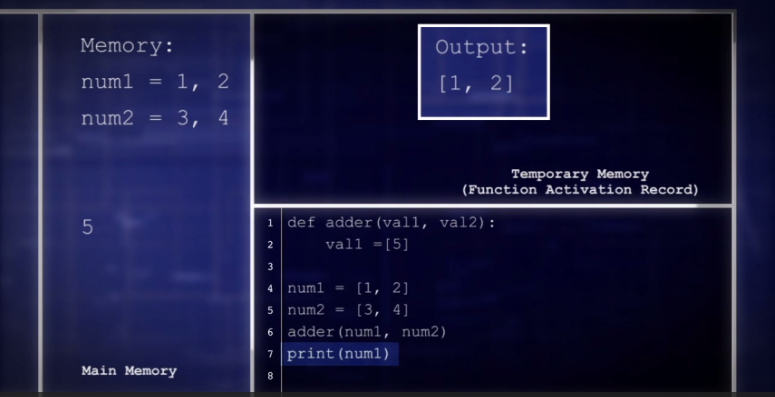 Memory:
num1 = 1, 2
num2 = 3, 4
5
Main Memory
Output:
[1, 2]
Temporary Memory
(Function Activation Record)
1 def adder(val1, val2):
2 val1 =[5]
3
4 num1 = [1, 2]
5 num2 = [3, 4]
6 adder(num1, num2)
7 print(num1)
8